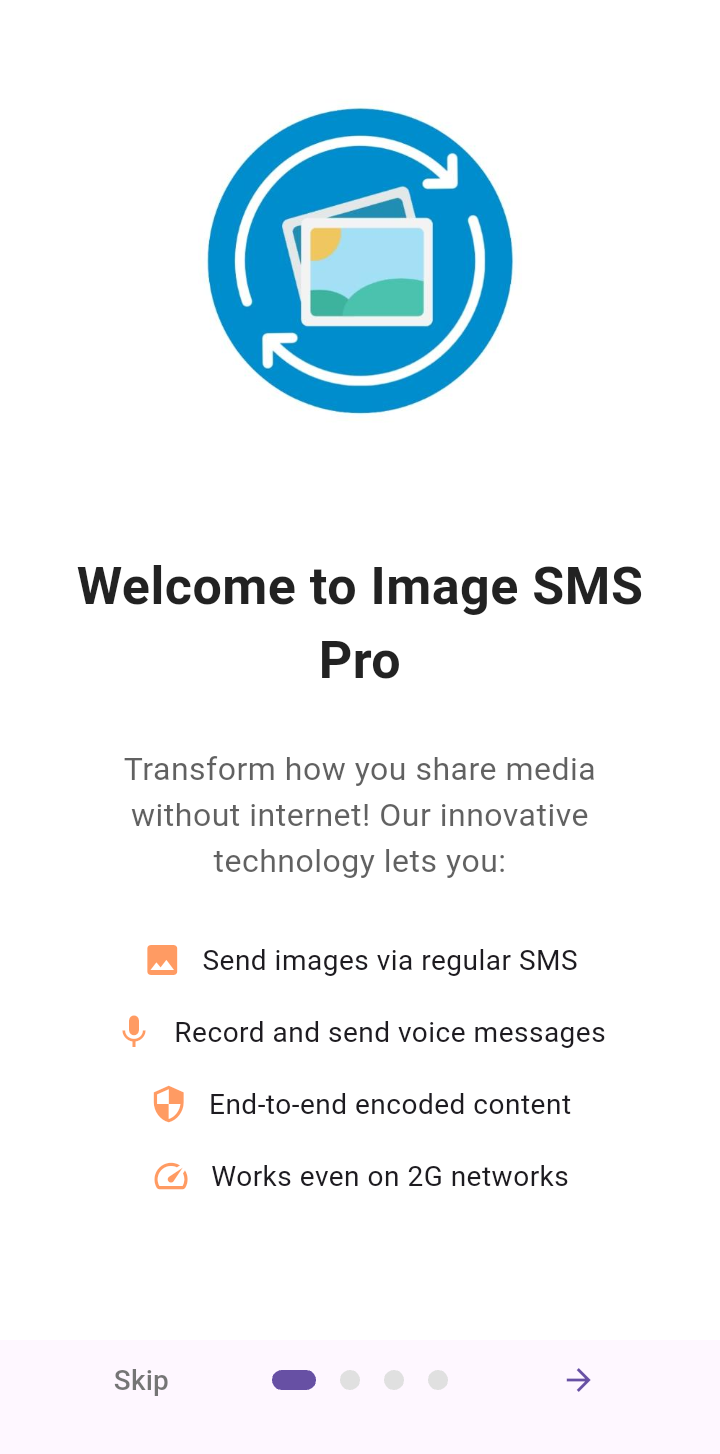 Welcome to Image SMS
Pro
Transform how you share media
without internet! Our innovative
technology lets you:
Send images via regular SMS
Record and send voice messages
End-to-end encoded content
Works even on 2G networks
Skip